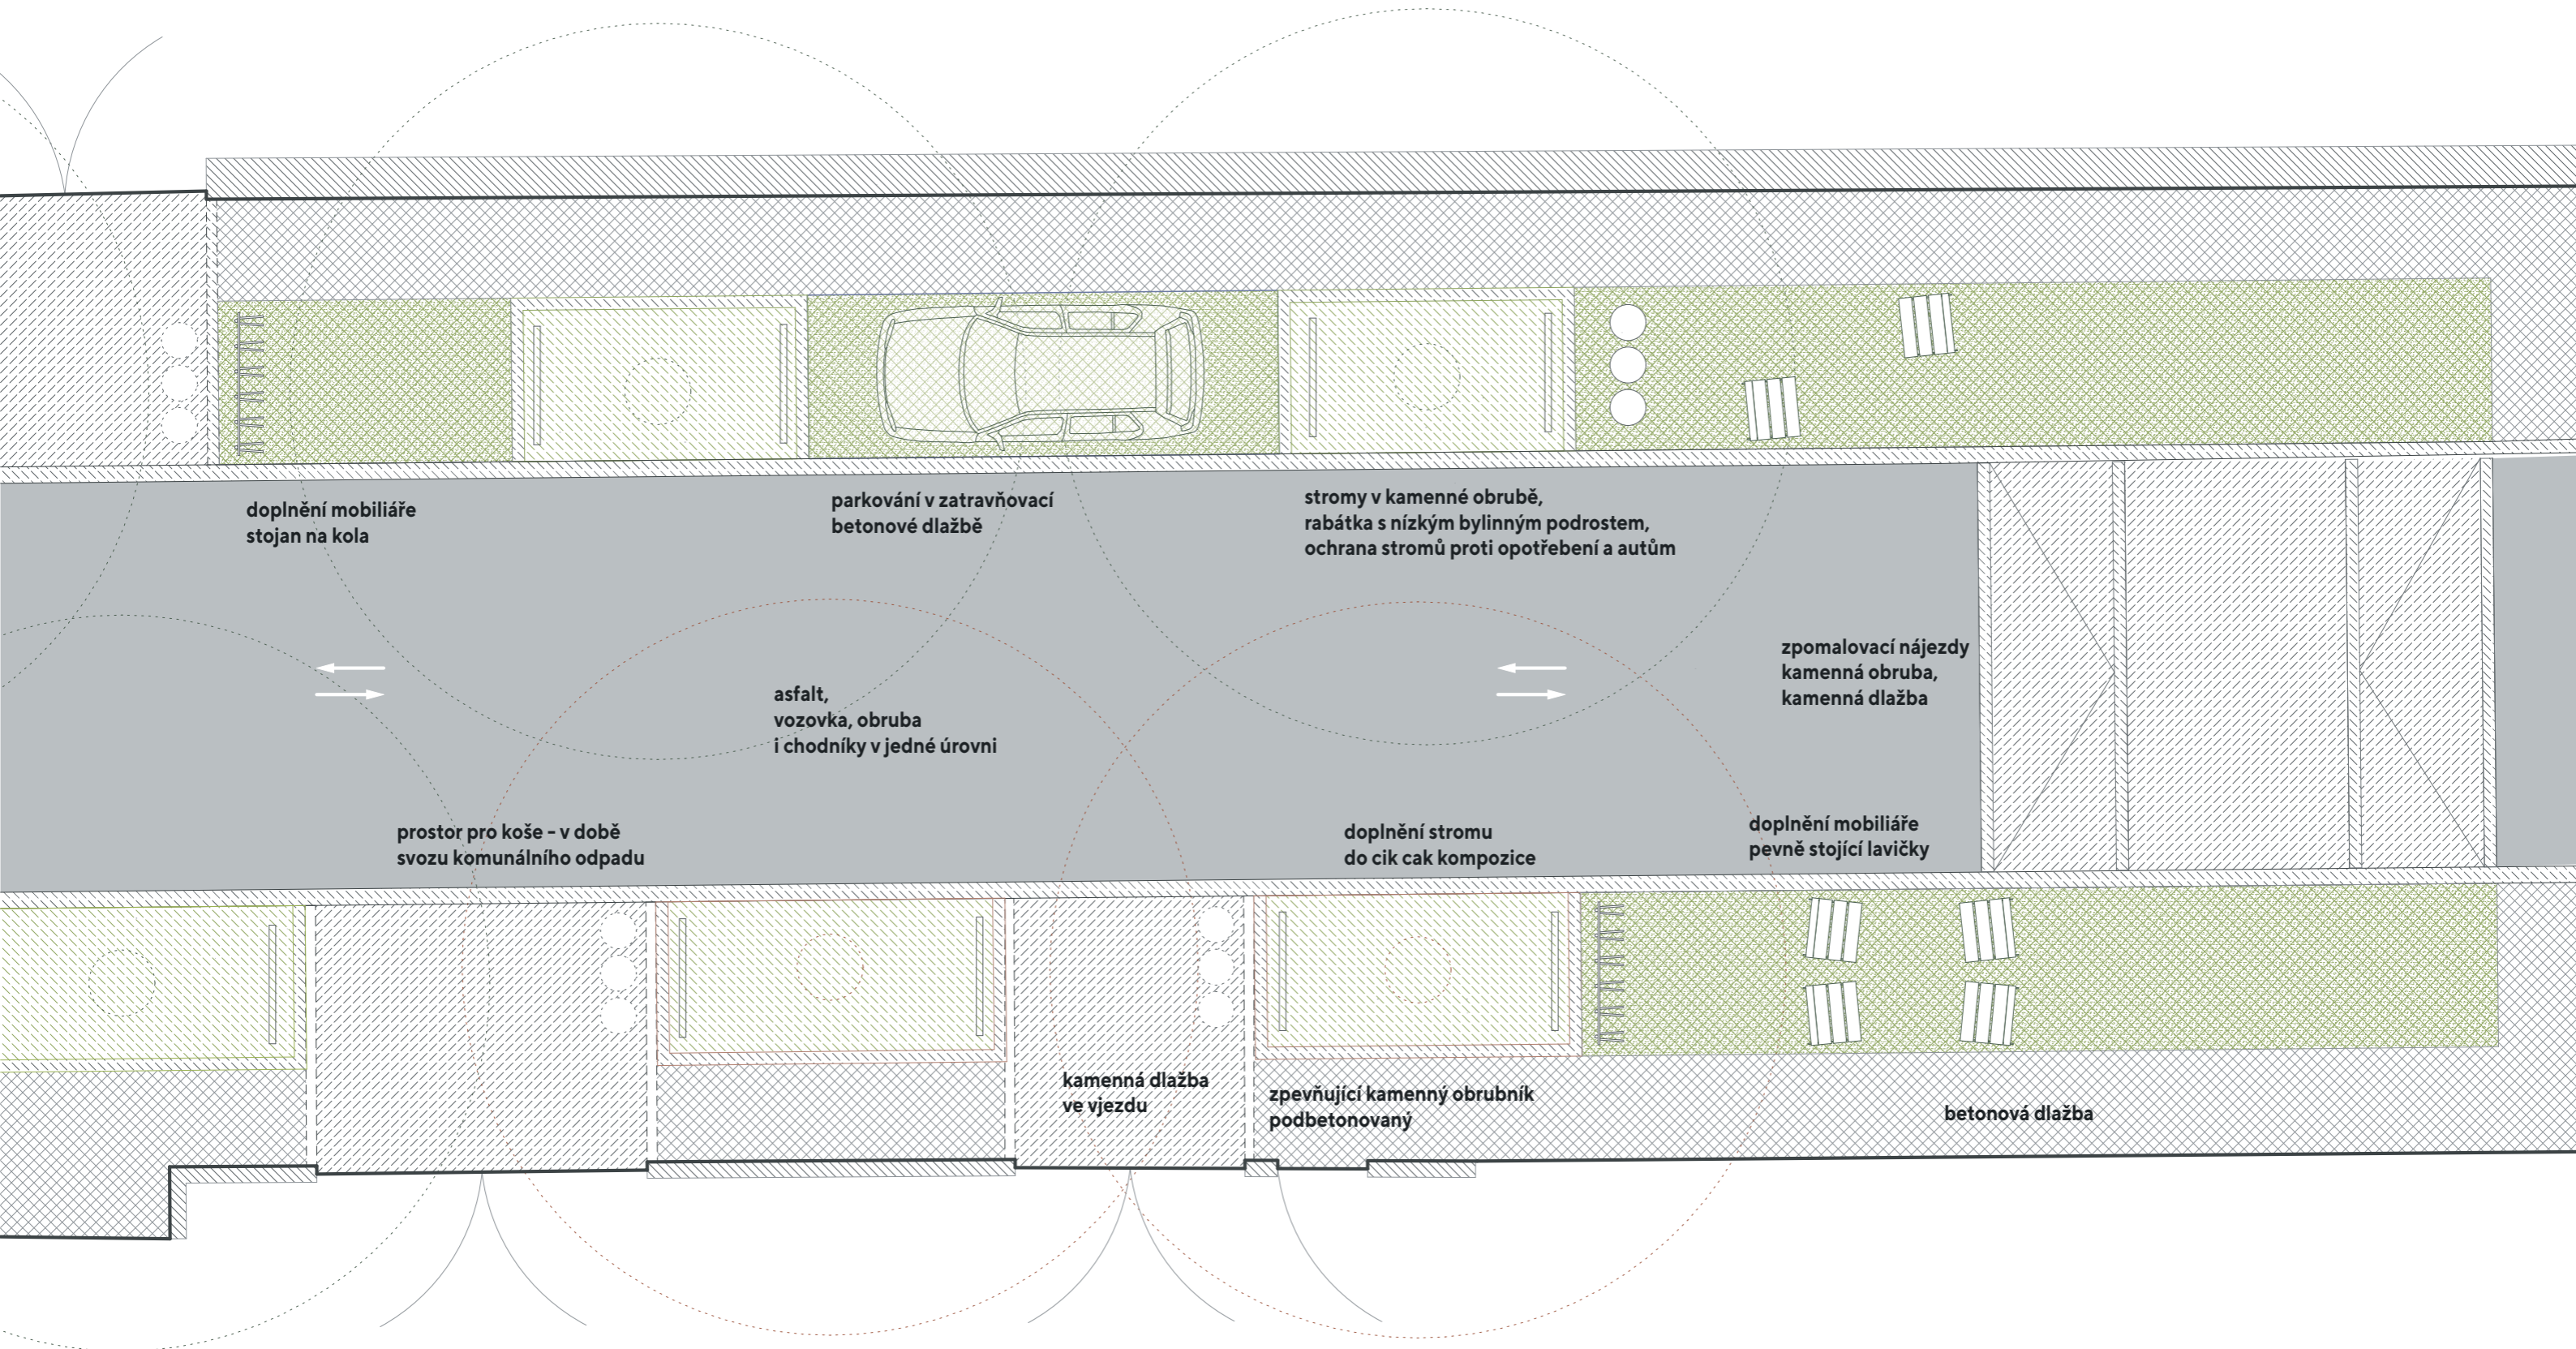 doplnění mobiliáře
stojan na kola
parkování v zatravňovací
betonové dlažbě
stromy v kamenné obrubě,
rabátka s nízkým bylinným podrostem,
ochrana stromů proti opotřebení a autům
zpomalovací nájezdy
kamenná obruba,
kamenná dlažba
asfalt,
vozovka, obruba
i chodníky v jedné úrovni
prostor pro koše - v době
svozu komunálního odpadu
doplnění stromu
do cik cak kompozice
doplnění mobiliáře
pevně stojící lavičky
kamenná dlažba
ve vjezdu
zpevňující kamenný obrubník
podbetonovaný
betonová dlažba